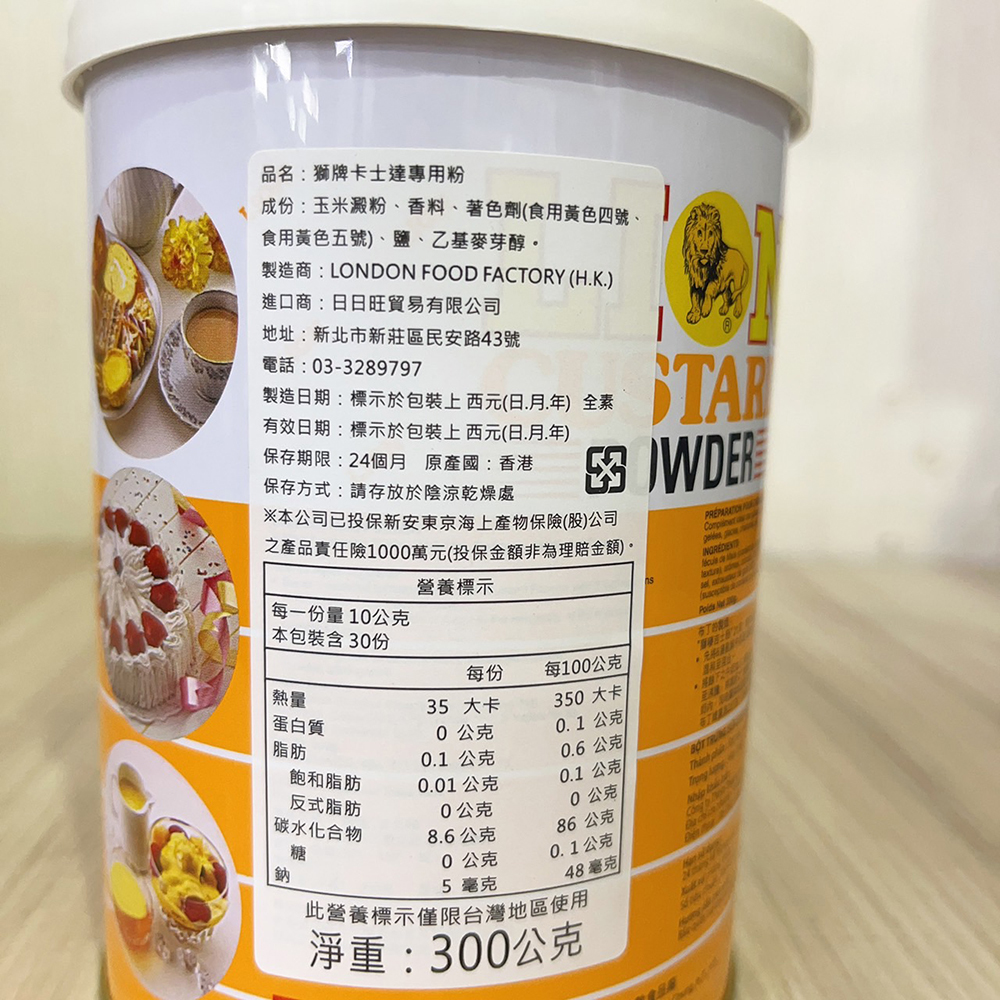 品名：獅牌卡士達專用粉
成份：玉米澱粉、香料、著色劑(食用黃色四號、
食用黃色五號)、鹽、乙基麥芽醇。
製造商：LONDON FOOD FACTORY (H.K.)
進口商：日日旺貿易有限公司
地址：新北市新莊區民安路43號
電話：03-3289797
製造日期：標示於包裝上 西元(日.月.年) 全素
有效日期：標示於包裝上 西元(日.月.年)
保存期限：24個月 原產國：香港
保存方式：請存放於陰涼乾燥處
※本公司已投保新安東京海上產物保險(股)公司
之產品責任險1000萬元(投保金額非為理賠金額)。
營養標示
每一份量 10公克
本包裝含 30份
每份 每100公克
熱量 35 大卡 350 大卡
蛋白質 0 公克 0.1 公克
脂肪 0.1 公克 0.6 公克
飽和脂肪 0.01 公克 0.1 公克
反式脂肪 0 公克 0 公克
碳水化合物 8.6 公克 86 公克
糖 0 公克 0.1 公克
鈉 5 毫克 48 毫克
此營養標示僅限台灣地區使用
淨重：300公克
CUSTAR
POWDER
INGREDIENTS